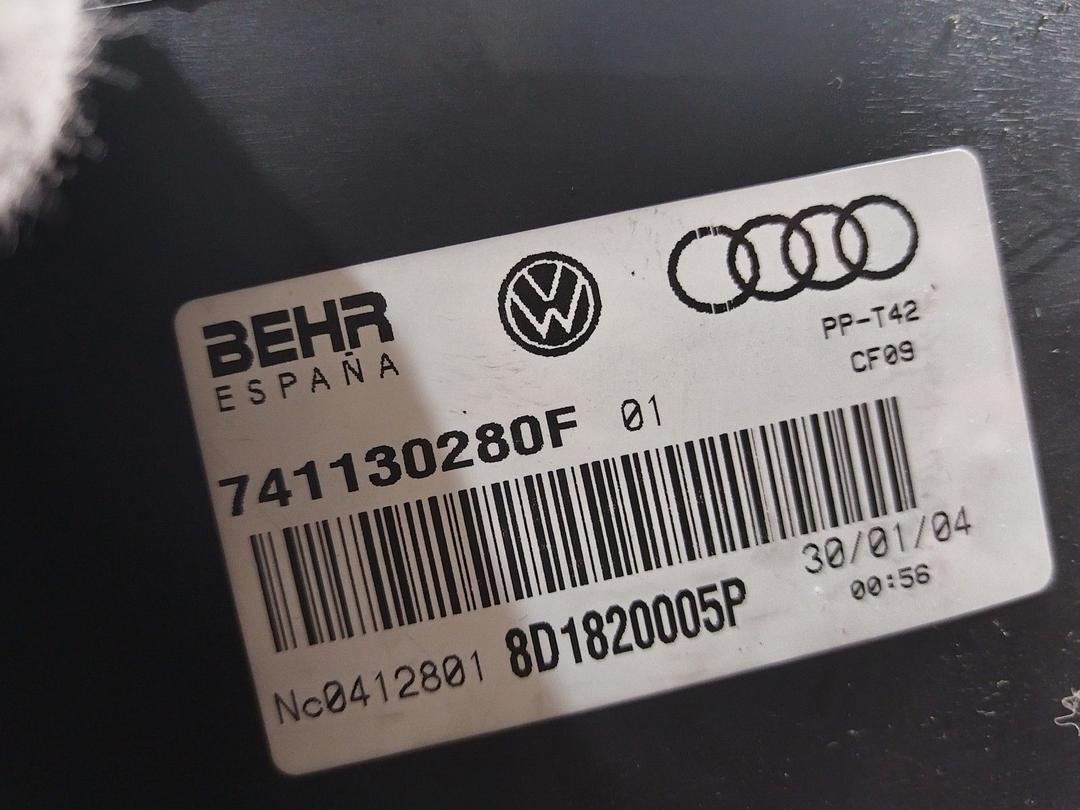 BEHR
ESPAÑA
PP-T42
CF09
741130280F 01
30/01/04
00:56
Nc0412801 8D1820005P